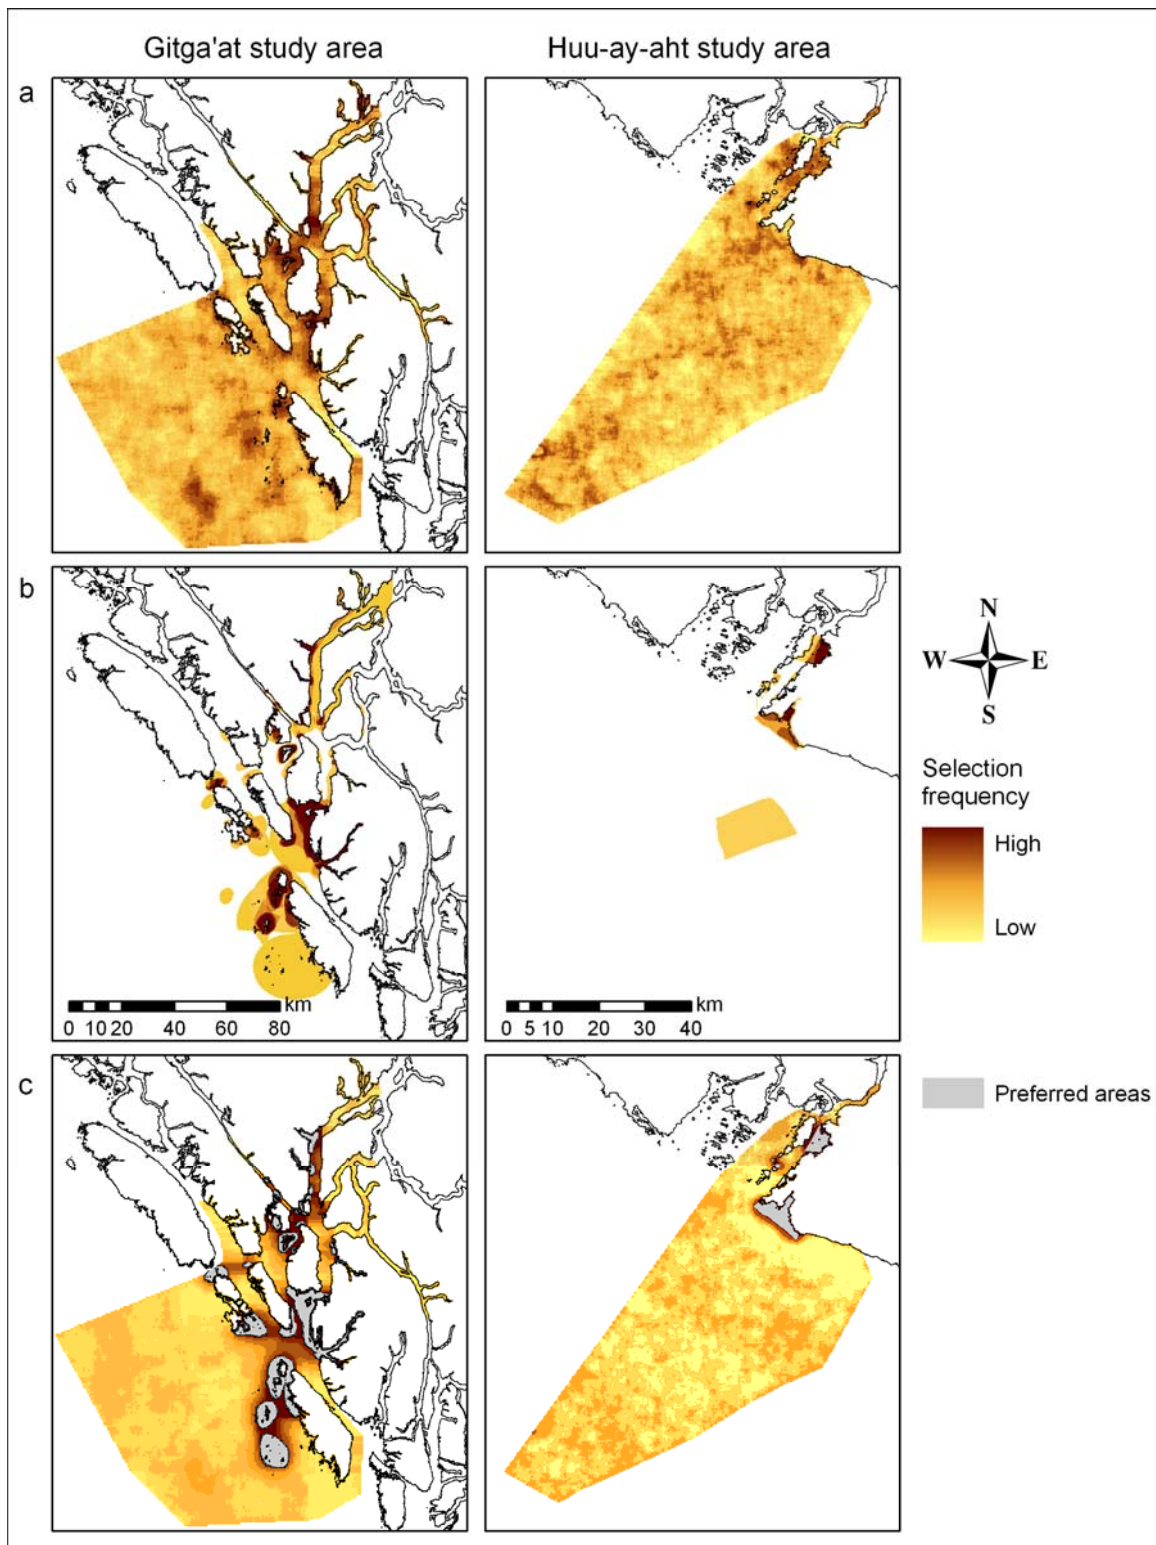 Gitga'at study area
Huu-ay-aht study area
a
b
N
W E
S
Selection
frequency
High
Low
km
0 10 20 40 60 80
km
0 5 10 20 30 40
c
Preferred areas